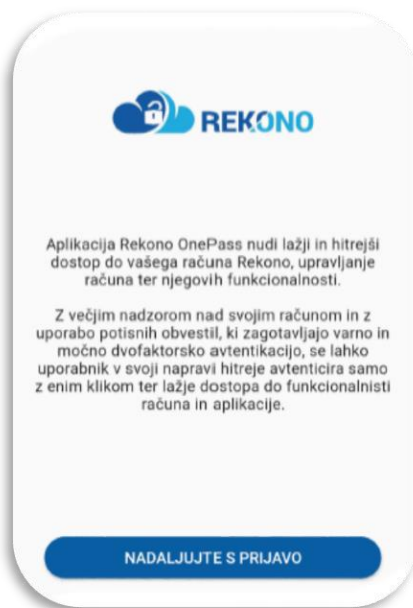 REKONO
Aplikacija Rekono OnePass nudi lažji in hitrejši
dostop do vašega računa Rekono, upravljanje
računa ter njegovih funkcionalnosti.
Z večjim nadzorom nad svojim računom in z
uporabo potisnih obvestil, ki zagotavljajo varno in
močno dvofaktorsko avtentikacijo, se lahko
uporabnik v svoji napravi hitreje avtenticira samo
z enim klikom ter lažje dostopa do funkcionalnisti
računa in aplikacije.
NADALJUJTE S PRIJAVO